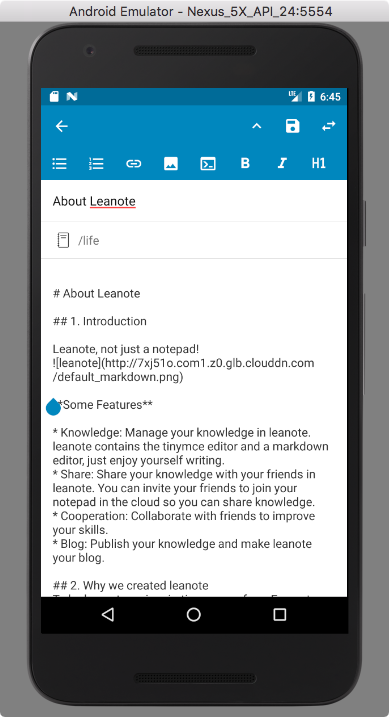 Android Emulator - Nexus_5X_API_24:5554
LTE 6:45
B I H1
About Leanote
/life
# About Leanote
## 1. Introduction
Leanote, not just a notepad!
![leanote](http://7xj51o.com1.z0.glb.clouddn.com
/default_markdown.png)
*Some Features**
* Knowledge: Manage your knowledge in leanote.
leanote contains the tinymce editor and a markdown
editor, just enjoy yourself writing.
* Share: Share your knowledge with your friends in
leanote. You can invite your friends to join your
notepad in the cloud so you can share knowledge.
* Cooperation: Collaborate with friends to improve
your skills.
* Blog: Publish your knowledge and make leanote
your blog.
## 2. Why we created leanote